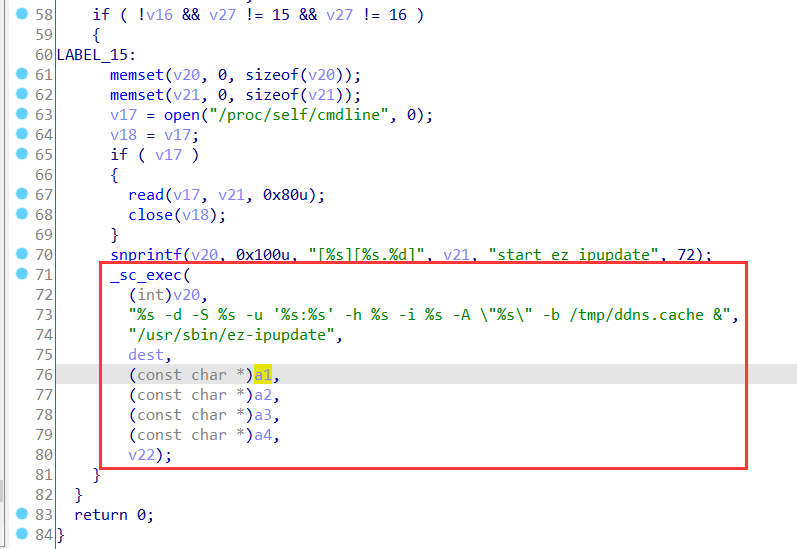 58 if ( !v16 && v27 != 15 && v27 != 16 )
59 {
60 LABEL_15:
61 memset(v20, 0, sizeof(v20));
62 memset(v21, 0, sizeof(v21));
63 v17 = open("/proc/self/cmdline", 0);
64 v18 = v17;
65 if ( v17 )
66 {
67 read(v17, v21, 0x80u);
68 close(v18);
69 }
70 snprintf(v20, 0x100u, "[%s][%s.%d]", v21, "start_ez_ipupdate", 72);
71 _sc_exec(
72 (int)v20,
73 "%s -d -S %s -u '%s:%s' -h %s -i %s -A \"%s\" -b /tmp/ddns.cache &",
74 "/usr/sbin/ez-ipupdate",
75 dest,
76 (const char *)a1,
77 (const char *)a2,
78 (const char *)a3,
79 (const char *)a4,
80 v22);
81 }
82 }
83 return 0;
84 }